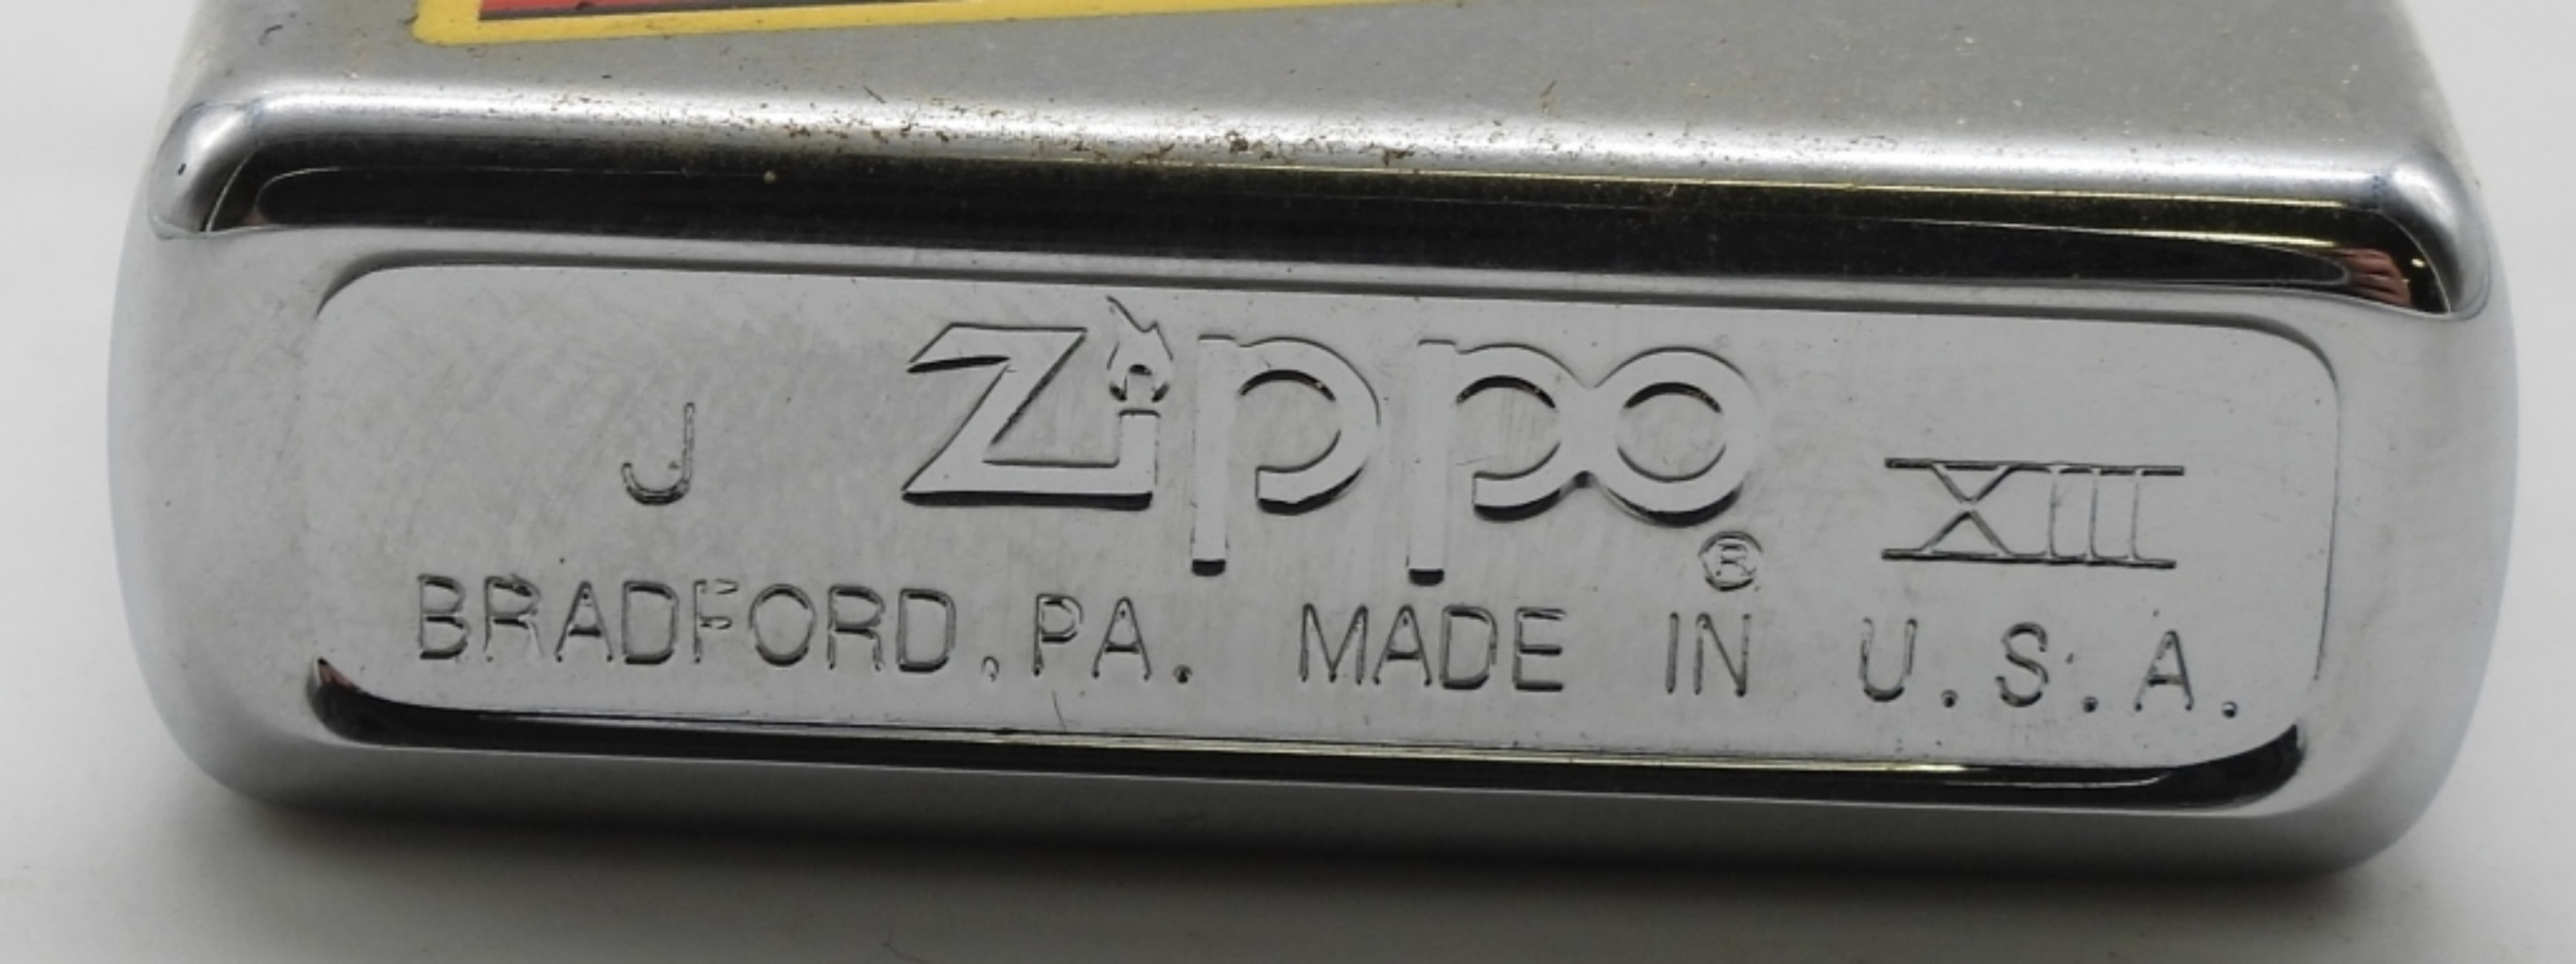 J Zippo® XIII
BRADFORD, PA. MADE IN U.S.A.